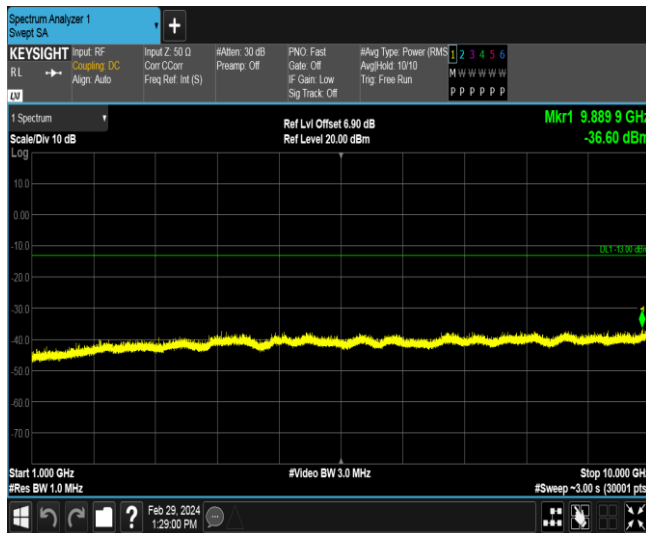 Spectrum Analyzer 1
Swept SA
+
KEYSIGHT
RL
LXI
Input: RF
Coupling: DC
Align: Auto
Input Z: 50 Ω
Corr CCorr
Freq Ref: Int (S)
#Atten: 30 dB
Preamp: Off
PNO: Fast
Gate: Off
IF Gain: Low
Sig Track: Off
#Avg Type: Power (RMS
Avg|Hold: 10/10
Trig: Free Run
1 2 3 4 5 6
M W W W W W
P P P P P P
1 Spectrum
Scale/Div 10 dB
Log
Ref Lvl Offset 6.90 dB
Ref Level 20.00 dBm
Mkr1 9.889 9 GHz
-36.60 dBm
10.0
0.00
-10.0
DL1 -13.00 dBm
-20.0
-30.0
1
-40.0
-50.0
-60.0
-70.0
Start 1.000 GHz
#Video BW 3.0 MHz
Stop 10.000 GHz
#Res BW 1.0 MHz
#Sweep ~3.00 s (30001 pts
?
Feb 29, 2024
1:29:00 PM